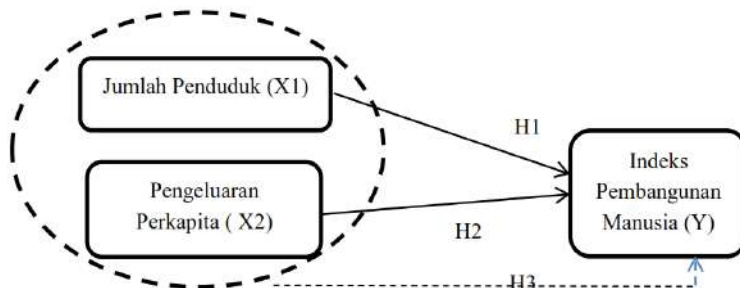 Jumlah Penduduk (X1)
H1
Pengeluaran
Perkapita ( X2)
H2
Indeks
Pembangunan
Manusia (Y)
H3